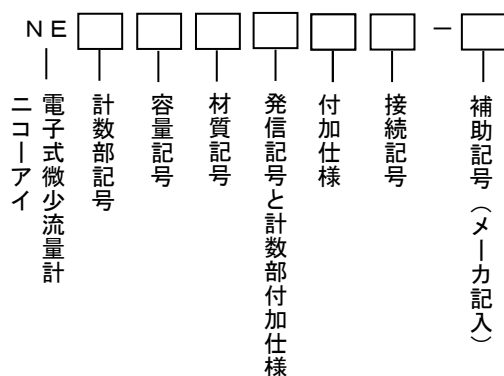 NE
－
電子式微少流量計
ニコーアイ
計数部記号
容量記号
材質記号
発信記号と計数部付加仕様
付加仕様
接続記号
補助記号（メーカ記入）